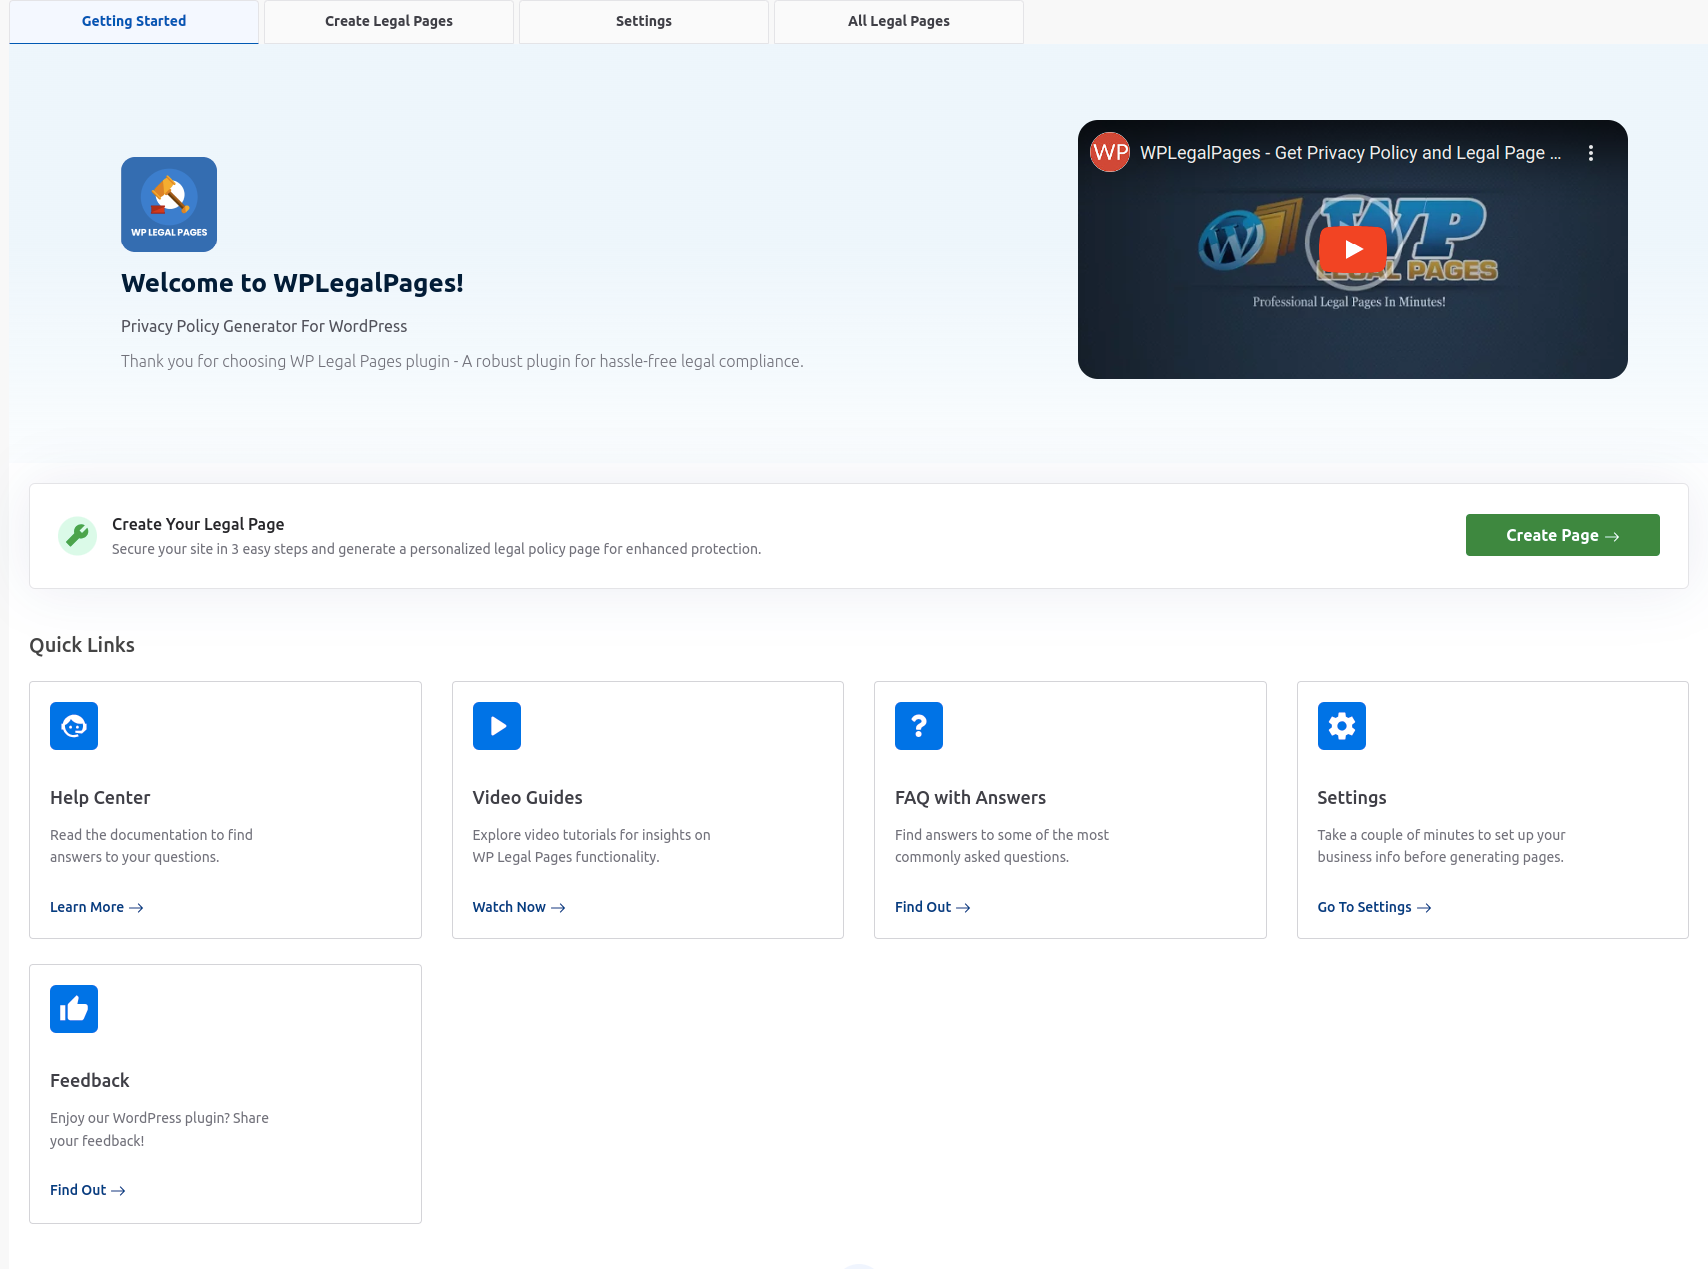 Getting Started
Create Legal Pages
Settings
All Legal Pages
WP LEGAL PAGES
Welcome to WPLegalPages!
Privacy Policy Generator For WordPress
Thank you for choosing WP Legal Pages plugin - A robust plugin for hassle-free legal compliance.
WP
WPLegalPages - Get Privacy Policy and Legal Page ...
WP
LEGAL PAGES
Professional Legal Pages In Minutes!
Create Your Legal Page
Secure your site in 3 easy steps and generate a personalized legal policy page for enhanced protection.
Create Page →
Quick Links
Help Center
Read the documentation to find
answers to your questions.
Learn More →
Video Guides
Explore video tutorials for insights on
WP Legal Pages functionality.
Watch Now →
?
FAQ with Answers
Find answers to some of the most
commonly asked questions.
Find Out →
Settings
Take a couple of minutes to set up your
business info before generating pages.
Go To Settings →
Feedback
Enjoy our WordPress plugin? Share
your feedback!
Find Out →